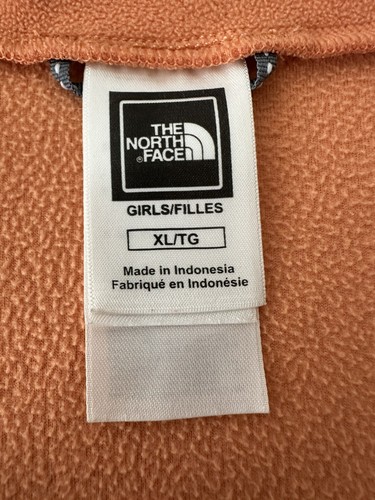 THE
NORTH
FACE
GIRLS/FILLES
XL/TG
Made in Indonesia
Fabriqué en Indonésie